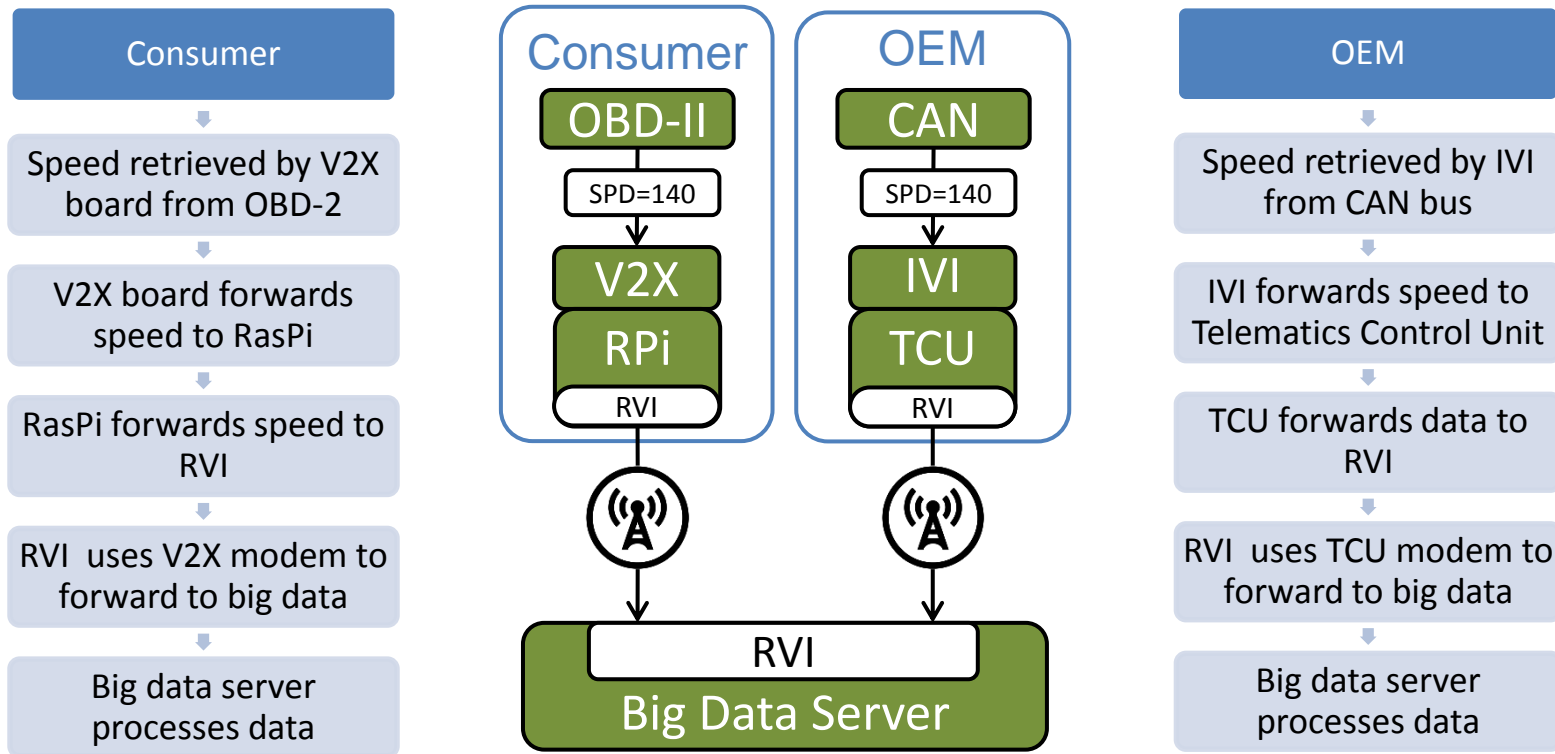 Consumer
Speed retrieved by V2X
board from OBD-2
V2X board forwards
speed to RasPi
RasPi forwards speed to
RVI
RVI  uses V2X modem to
forward to big data
Big data server
processes data
Consumer
OBD-II
SPD=140
V2X
RPi
RVI
OEM
CAN
SPD=140
IVI
TCU
RVI
RVI
Big Data Server
OEM
Speed retrieved by IVI
from CAN bus
IVI forwards speed to
Telematics Control Unit
TCU forwards data to
RVI
RVI  uses TCU modem to
forward to big data
Big data server
processes data